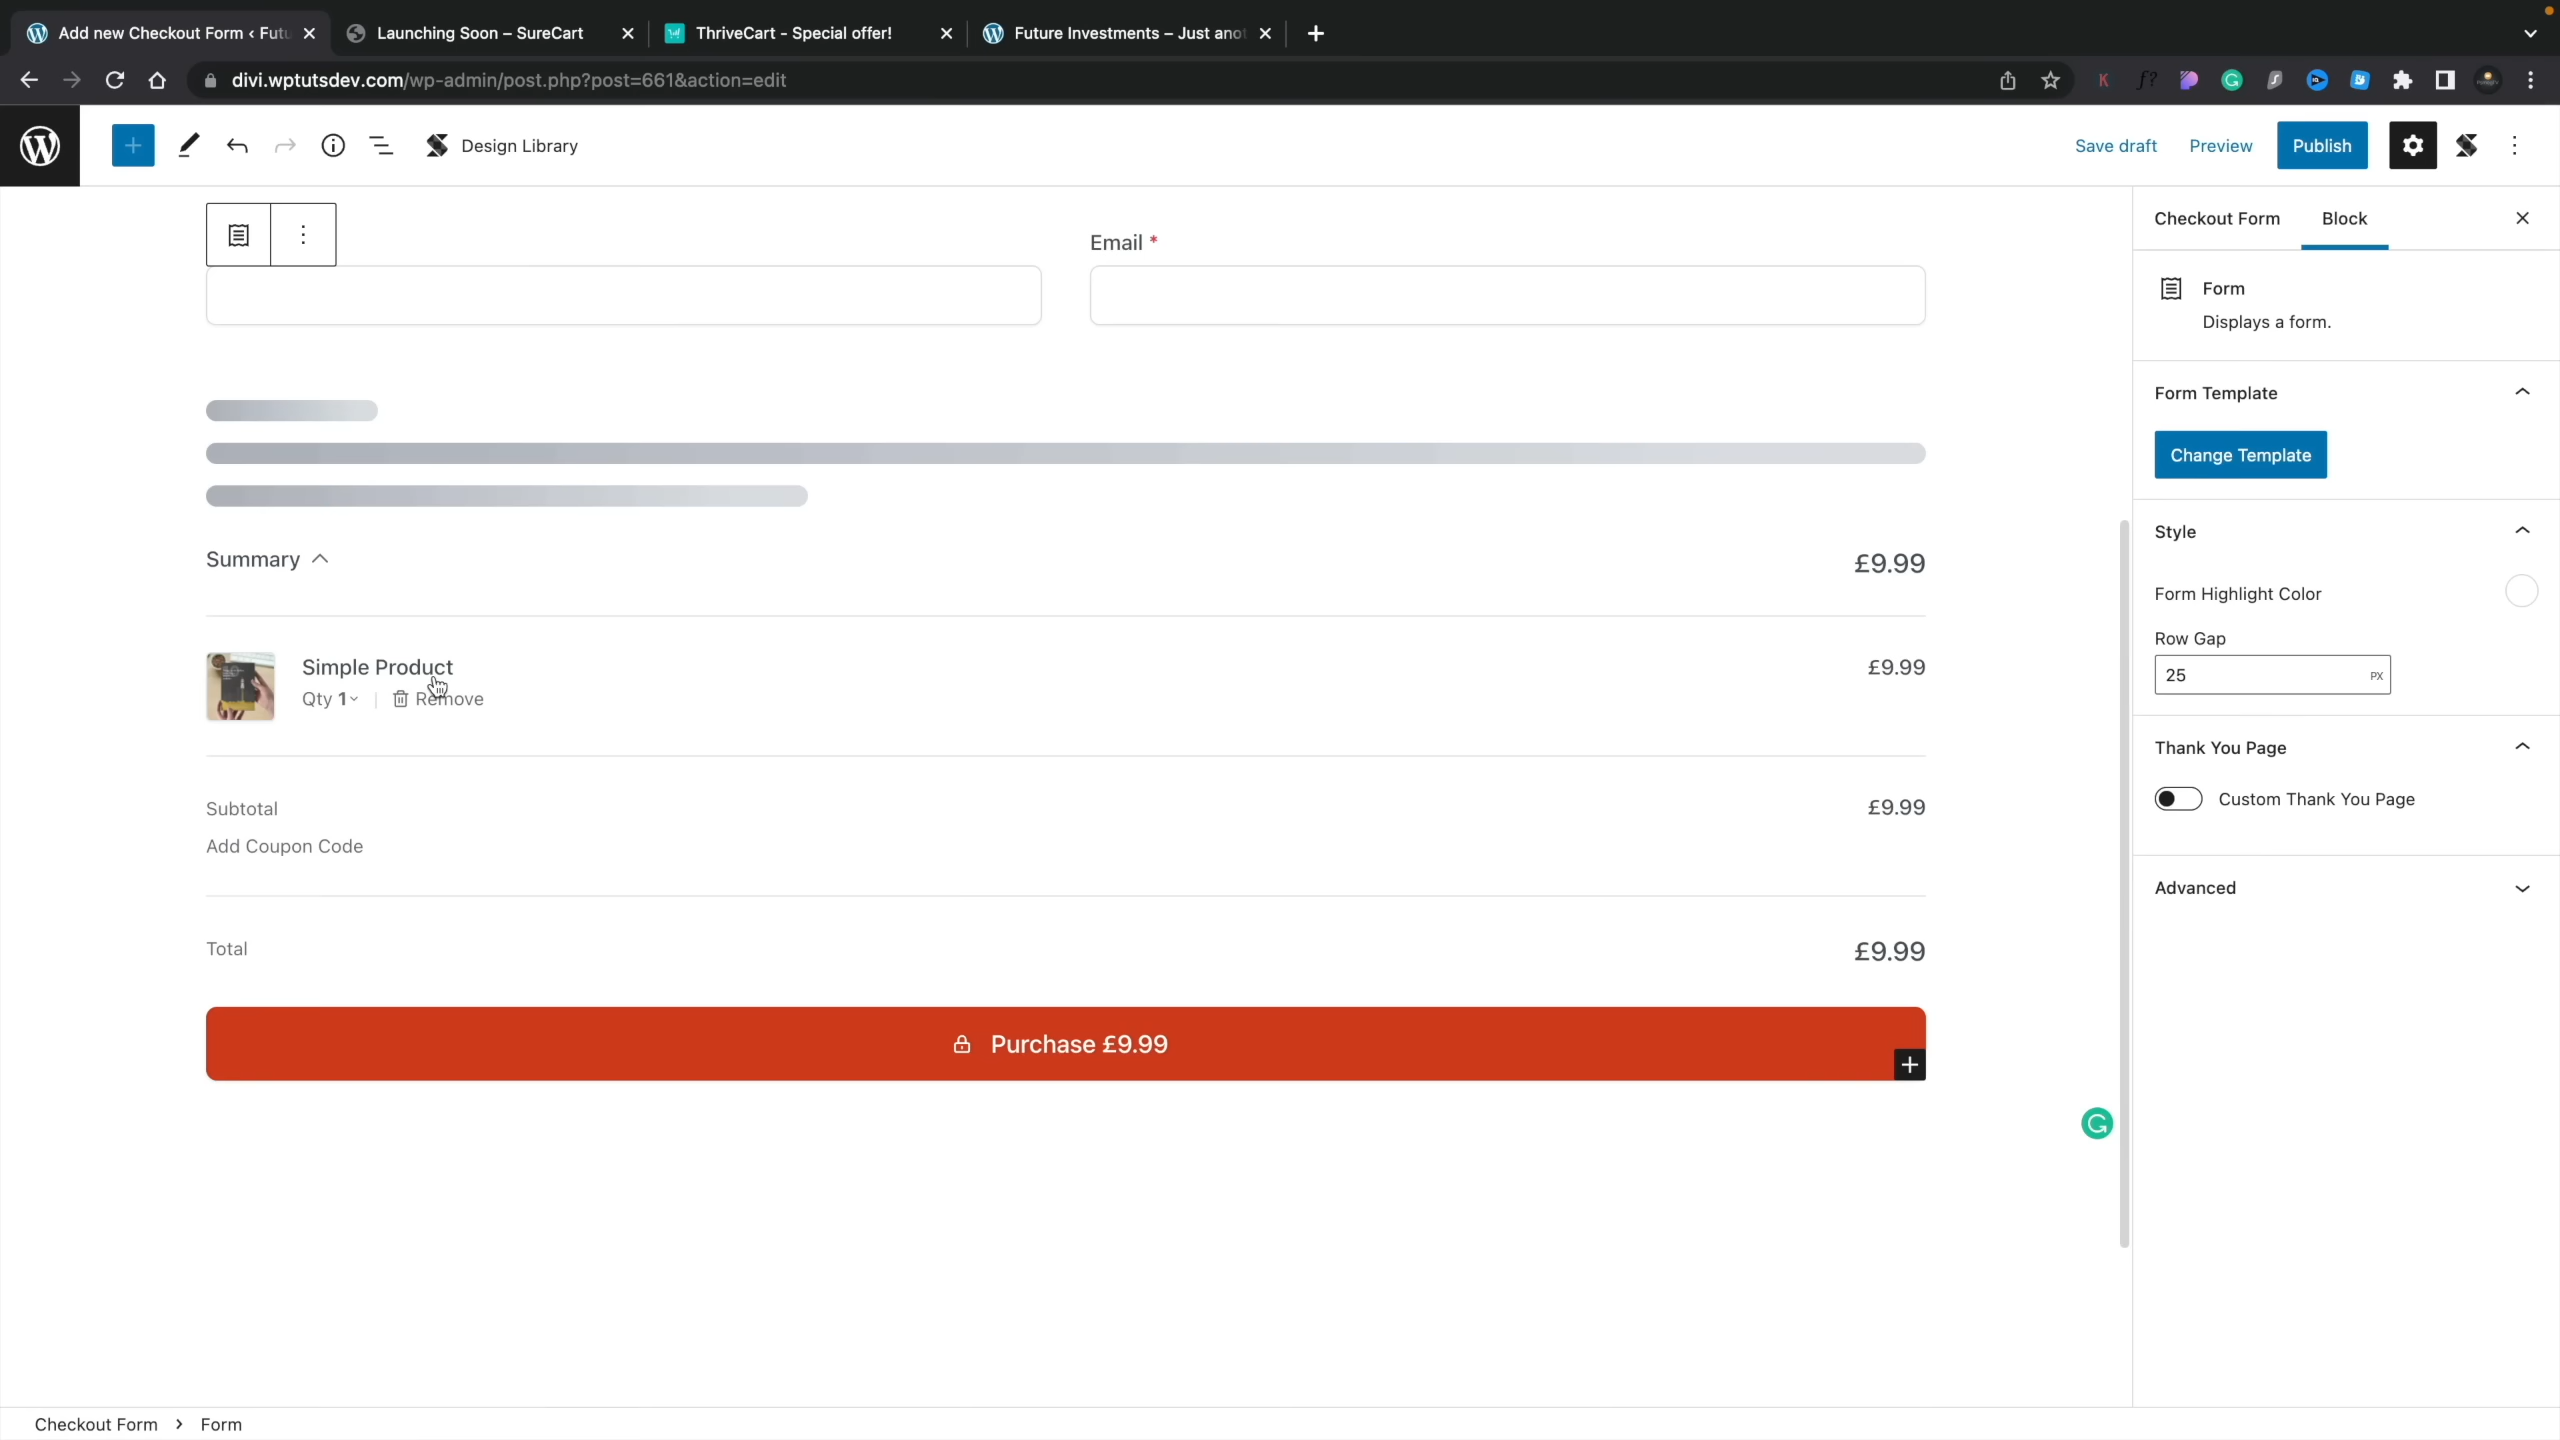 Add new Checkout Form ‹ Futu
Launching Soon – SureCart
ThriveCart - Special offer!
Future Investments – Just anot
divi.wptutsdev.com/wp-admin/post.php?post=661&action=edit
Design Library
Save draft
Preview
Publish
Email *
Checkout Form
Block
Form
Displays a form.
Form Template
Change Template
Style
Form Highlight Color
Row Gap
25
PX
Thank You Page
Custom Thank You Page
Advanced
Summary
£9.99
Simple Product
£9.99
Qty 1
Remove
Subtotal
£9.99
Add Coupon Code
Total
£9.99
Purchase £9.99
Checkout Form › Form